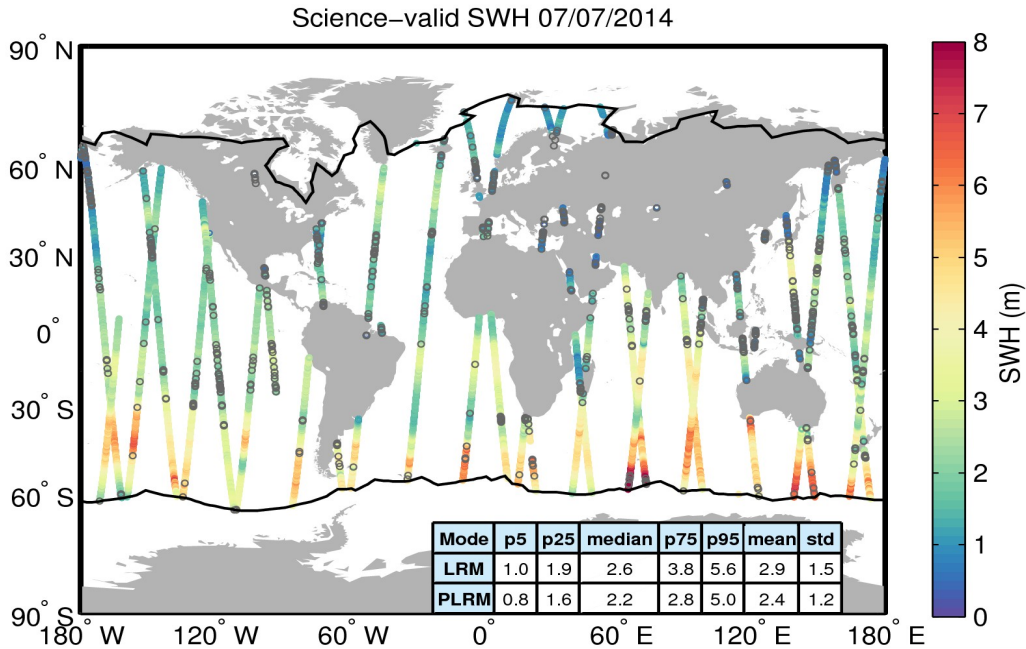 Science−valid SWH 07/07/2014
90° N
60° N
30° N
0°
30° S
60° S
90° S
180° W
120° W
60° W
0°
60° E
120° E
180° E
Mode p5 p25 median p75 p95 mean std
LRM 1.0 1.9 2.6 3.8 5.6 2.9 1.5
PLRM 0.8 1.6 2.2 2.8 5.0 2.4 1.2
8
7
6
5
4
3
2
1
0
SWH (m)